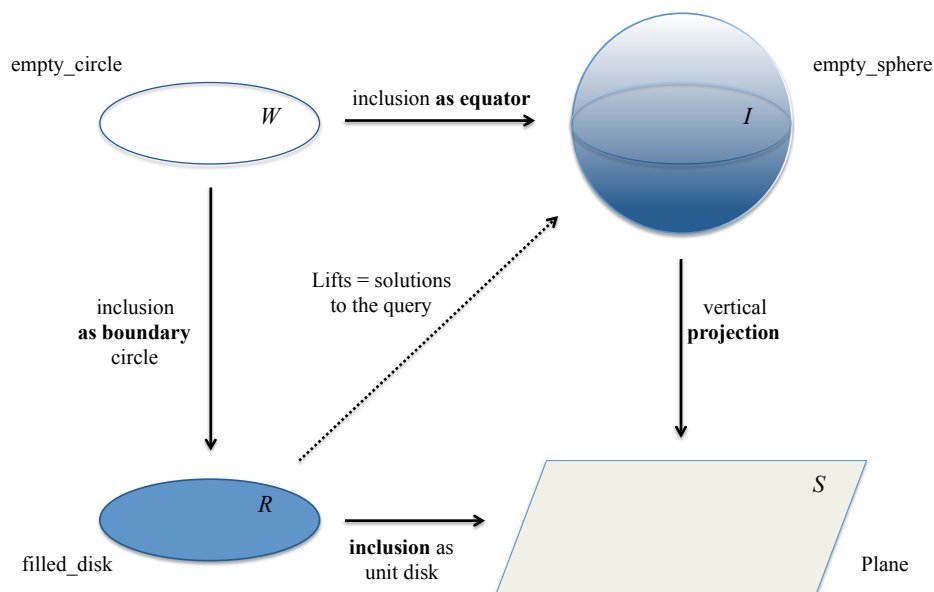 empty_circle
W
inclusion as equator
I
empty_sphere
inclusion
as boundary
circle
Lifts = solutions
to the query
vertical
projection
R
filled_disk
inclusion as
unit disk
S
Plane